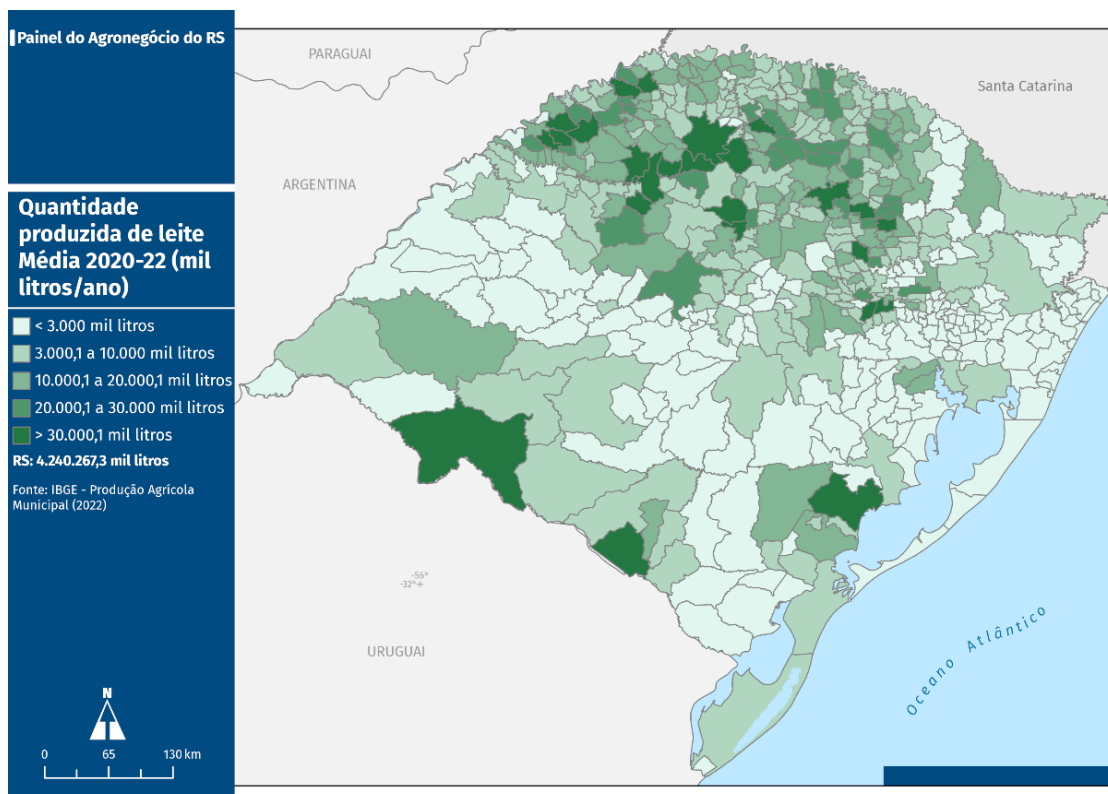 Painel do Agronegócio do RS
Quantidade
produzida de leite
Média 2020-22 (mil
litros/ano)
< 3.000 mil litros
3.000,1 a 10.000 mil litros
10.000,1 a 20.000,1 mil litros
20.000,1 a 30.000 mil litros
> 30.000,1 mil litros
RS: 4.240.267,3 mil litros
Fonte: IBGE - Produção Agrícola
Municipal (2022)
N
0 65 130 km
PARAGUAI
Santa Catarina
ARGENTINA
-56°
-32°
URUGUAI
Oceano Atlântico